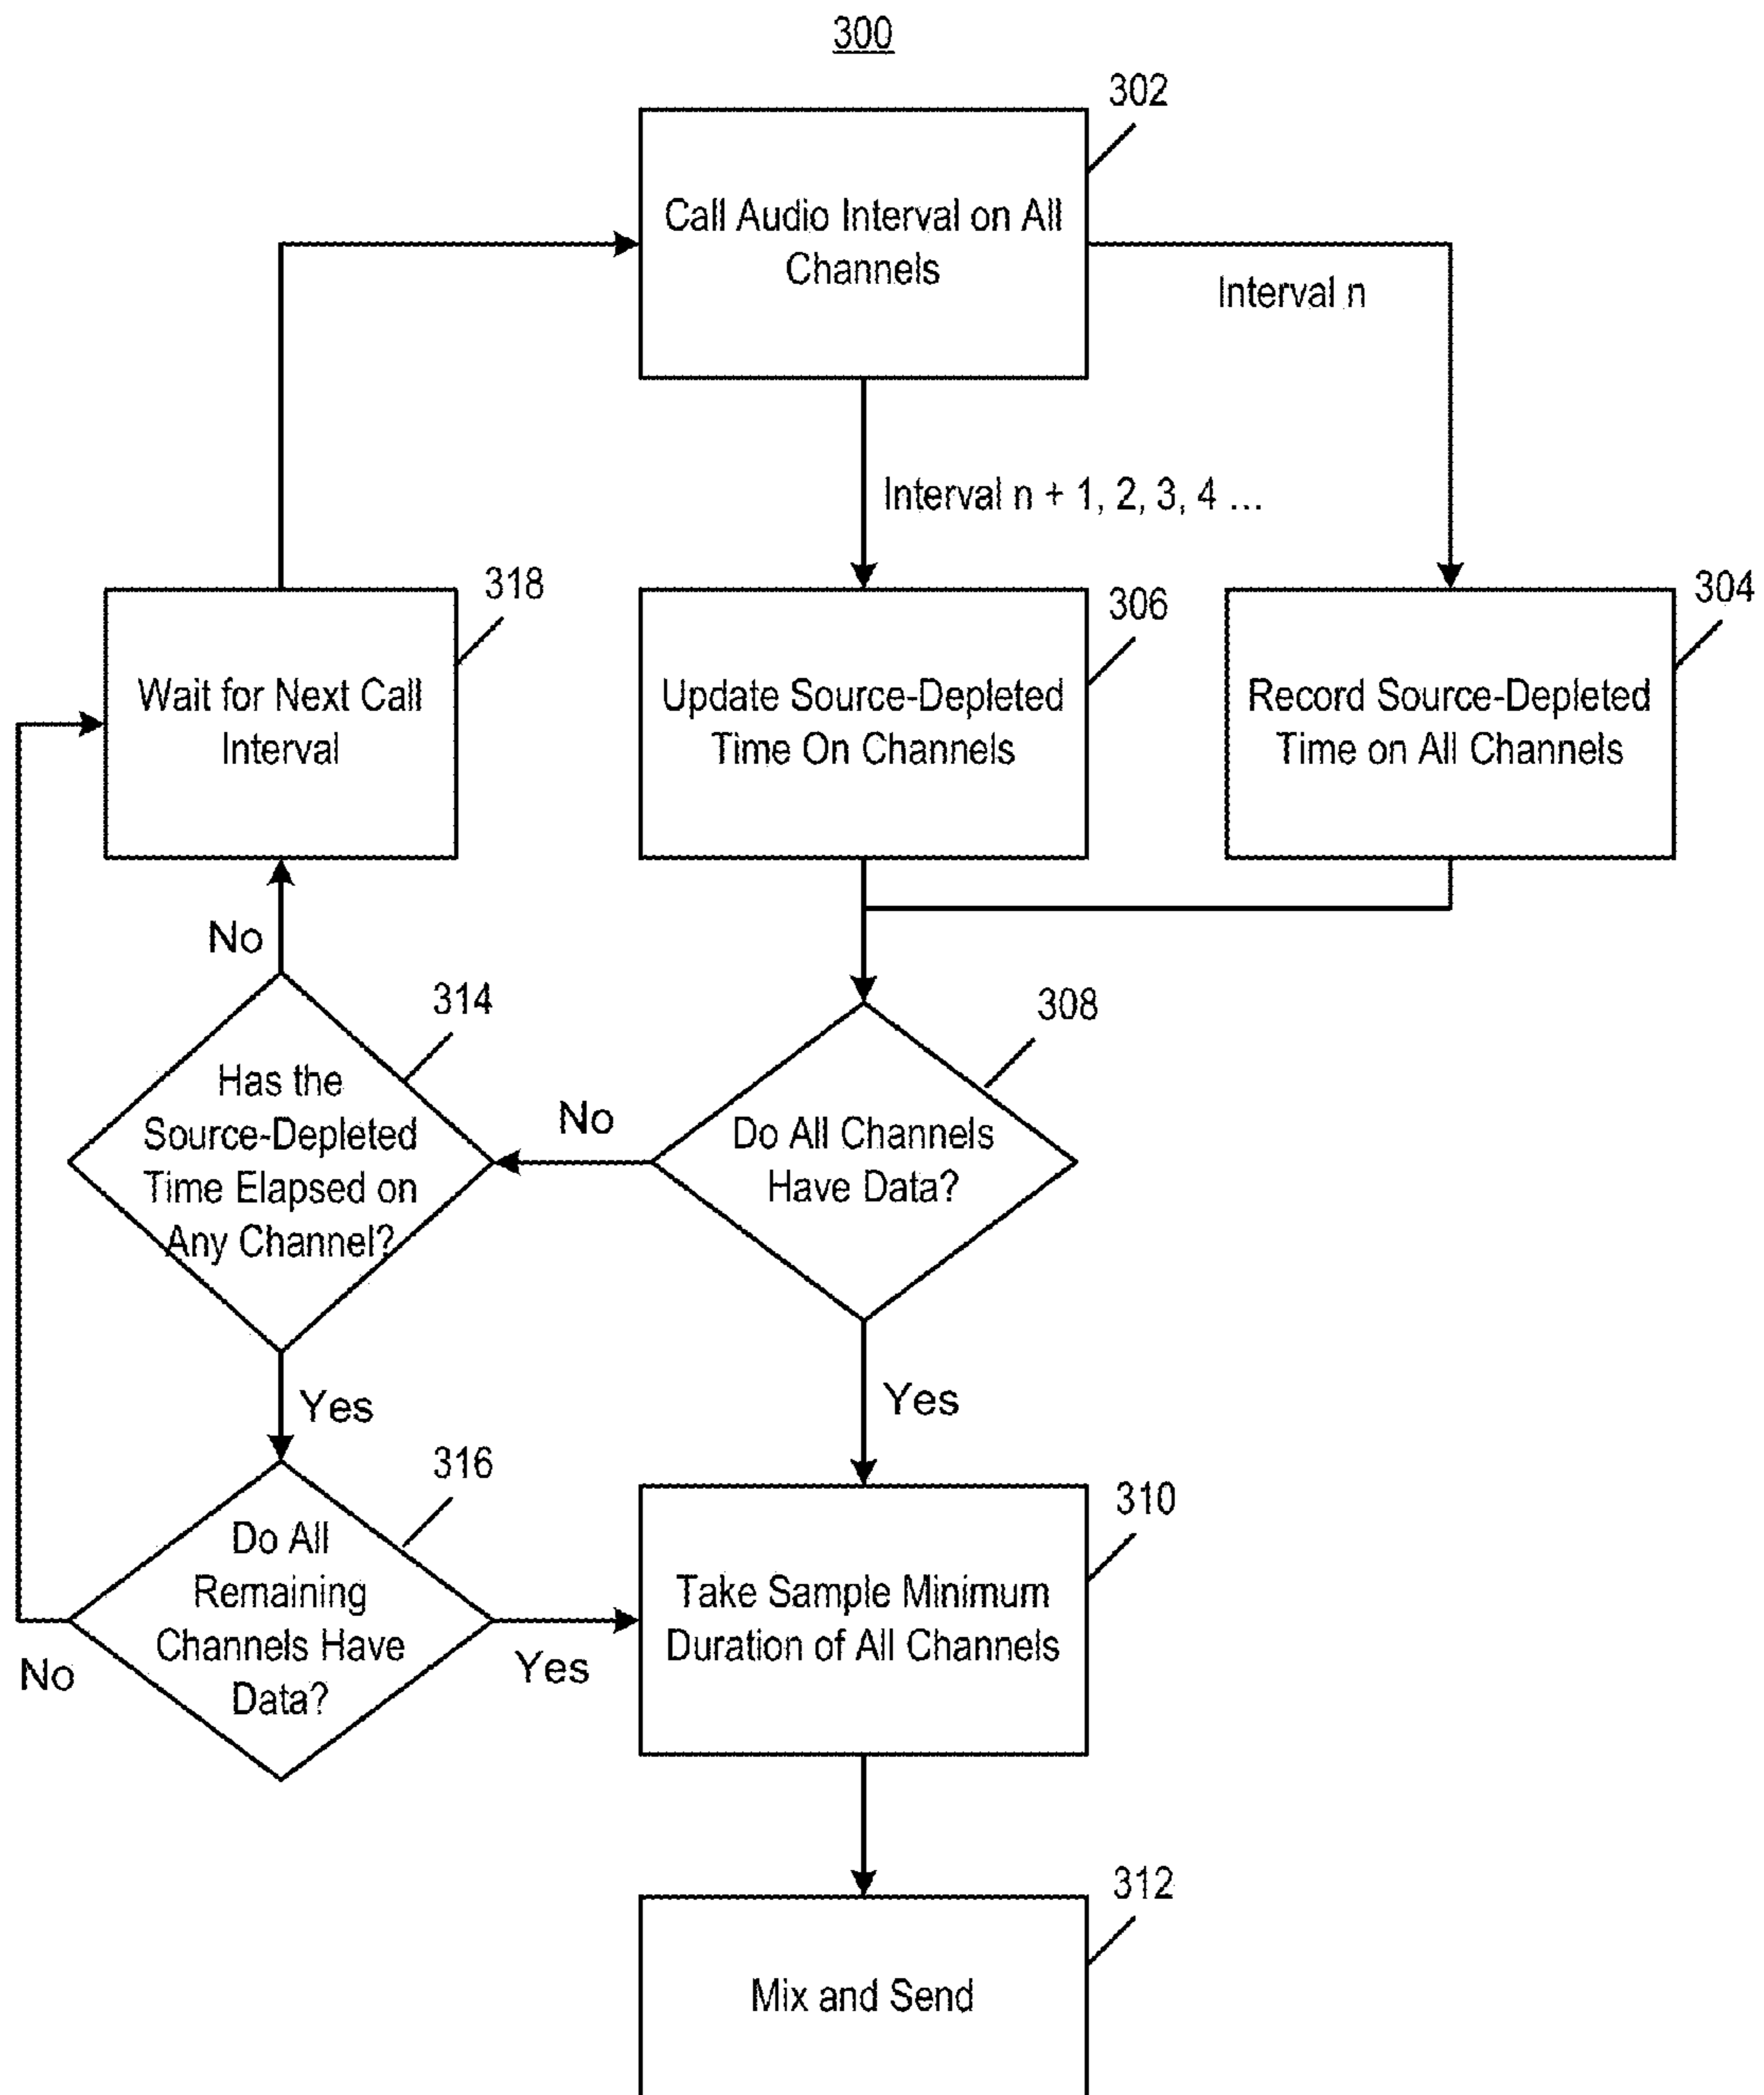 300
302
Call Audio Interval on All
Channels
Interval n
Interval n + 1, 2, 3, 4 ...
318
306
304
Wait for Next Call
Interval
Update Source-Depleted
Time On Channels
Record Source-Depleted
Time on All Channels
No
314
308
Has the
Source-Depleted
Time Elapsed on
Any Channel?
No
Do All Channels
Have Data?
Yes
Yes
316
310
Do All
Remaining
Channels Have
Data?
No
Yes
Take Sample Minimum
Duration of All Channels
312
Mix and Send